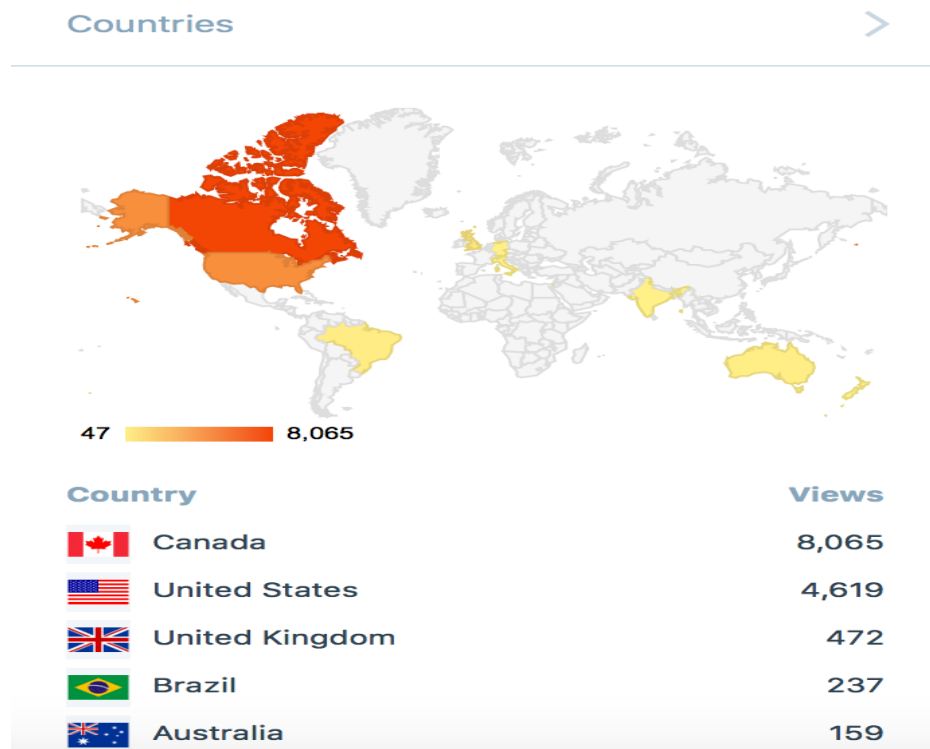 Countries
47 8,065
Country Views
Canada 8,065
United States 4,619
United Kingdom 472
Brazil 237
Australia 159